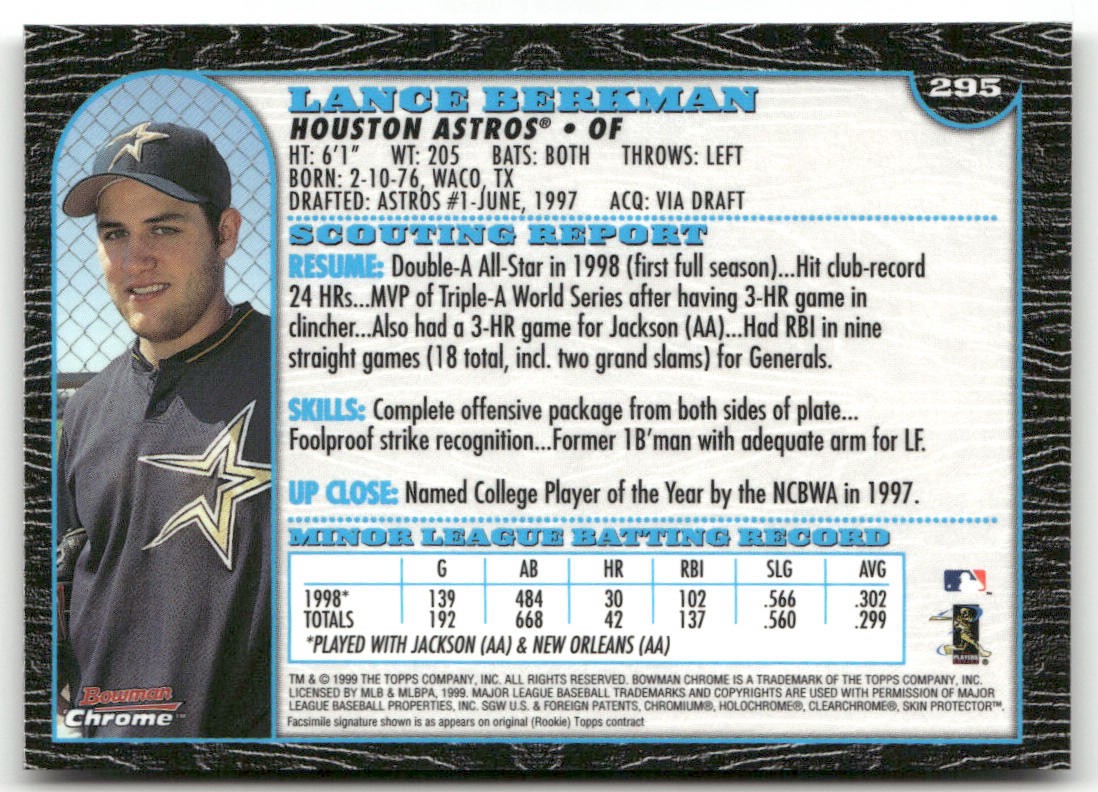 295
LANCE BERKMAN
HOUSTON ASTROS® • OF
HT: 6'1" WT: 205 BATS: BOTH THROWS: LEFT
BORN: 2-10-76, WACO, TX
DRAFTED: ASTROS #1-JUNE, 1997 ACQ: VIA DRAFT
SCOUTING REPORT
RESUME: Double-A All-Star in 1998 (first full season)...Hit club-record
24 HRs...MVP of Triple-A World Series after having 3-HR game in
clincher...Also had a 3-HR game for Jackson (AA)...Had RBI in nine
straight games (18 total, incl. two grand slams) for Generals.
SKILLS: Complete offensive package from both sides of plate...
Foolproof strike recognition...Former 1B'man with adequate arm for LF.
UP CLOSE: Named College Player of the Year by the NCBWA in 1997.
MINOR LEAGUE BATTING RECORD
G AB HR RBI SLG AVG
1998* 139 484 30 102 .566 .302
TOTALS 192 668 42 137 .560 .299
*PLAYED WITH JACKSON (AA) & NEW ORLEANS (AA)
TM & © 1999 THE TOPPS COMPANY, INC. ALL RIGHTS RESERVED. BOWMAN CHROME IS A TRADEMARK OF THE TOPPS COMPANY, INC.
LICENSED BY MLB & MLBPA, 1999. MAJOR LEAGUE BASEBALL TRADEMARKS AND COPYRIGHTS ARE USED WITH PERMISSION OF MAJOR
LEAGUE BASEBALL PROPERTIES, INC. SGW U.S. & FOREIGN PATENTS, CHROMIUM®, HOLOCHROME®, CLEARCHROME®, SKIN PROTECTOR™.
Facsimile signature shown is as appears on original (Rookie) Topps contract
Bowman
Chrome™
PLAYERS